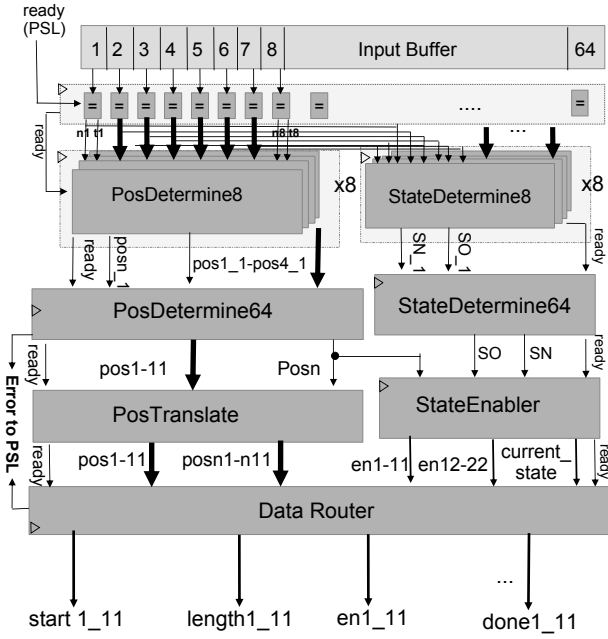 ready
(PSL)
1 2 3 4 5 6 7 8 Input Buffer 64
= = = = = = = = = .... =
n1 t1 n8 t8 ...
ready
PosDetermine8 x8 StateDetermine8 x8
ready posn_1 pos1_1-pos4_1 SN_1 SO_1 ready
PosDetermine64 StateDetermine64
ready pos1-11 Posn SO SN ready
Error to PSL
PosTranslate StateEnabler
ready pos1-11 posn1-n11 en1-11 en12-22 current_
state ready
Data Router
...
start 1_11 length1_11 en1_11 done1_11